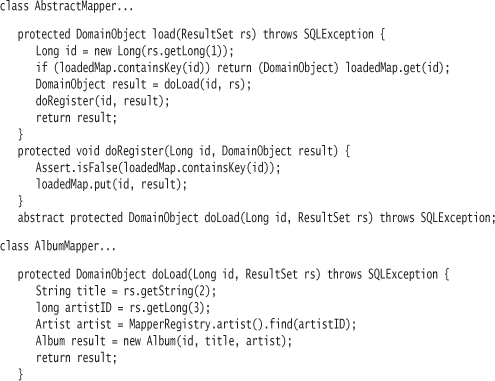 class AbstractMapper...
protected DomainObject load(ResultSet rs) throws SQLException {
Long id = new Long(rs.getLong(1));
if (loadedMap.containsKey(id)) return (DomainObject) loadedMap.get(id);
DomainObject result = doLoad(id, rs);
doRegister(id, result);
return result;
}
protected void doRegister(Long id, DomainObject result) {
Assert.isFalse(loadedMap.containsKey(id));
loadedMap.put(id, result);
}
abstract protected DomainObject doLoad(Long id, ResultSet rs) throws SQLException;
class AlbumMapper...
protected DomainObject doLoad(Long id, ResultSet rs) throws SQLException {
String title = rs.getString(2);
long artistID = rs.getLong(3);
Artist artist = MapperRegistry.artist().find(artistID);
Album result = new Album(id, title, artist);
return result;
}